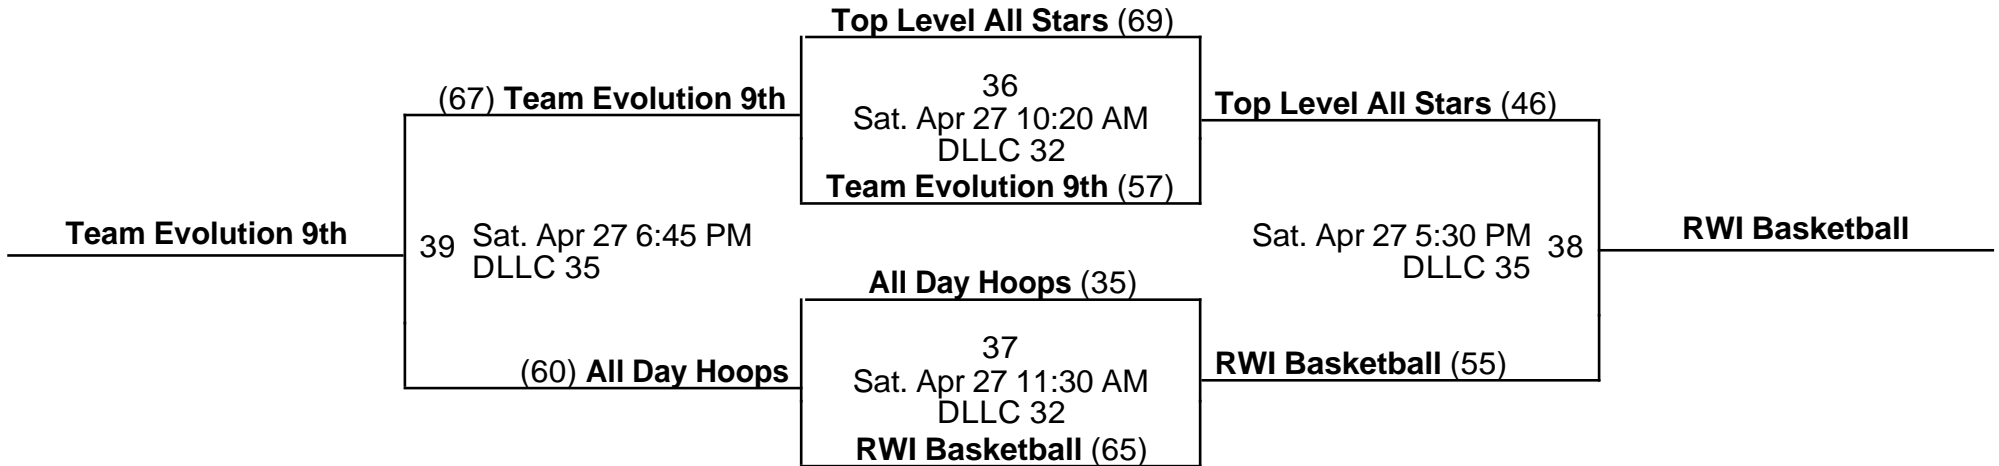 Top Level All Stars (69)
36
Sat. Apr 27 10:20 AM
DLLC 32
Team Evolution 9th (57)
(67) Team Evolution 9th
Top Level All Stars (46)
Team Evolution 9th
39 Sat. Apr 27 6:45 PM
DLLC 35
Sat. Apr 27 5:30 PM 38
DLLC 35
RWI Basketball
All Day Hoops (35)
37
Sat. Apr 27 11:30 AM
DLLC 32
RWI Basketball (65)
(60) All Day Hoops
RWI Basketball (55)